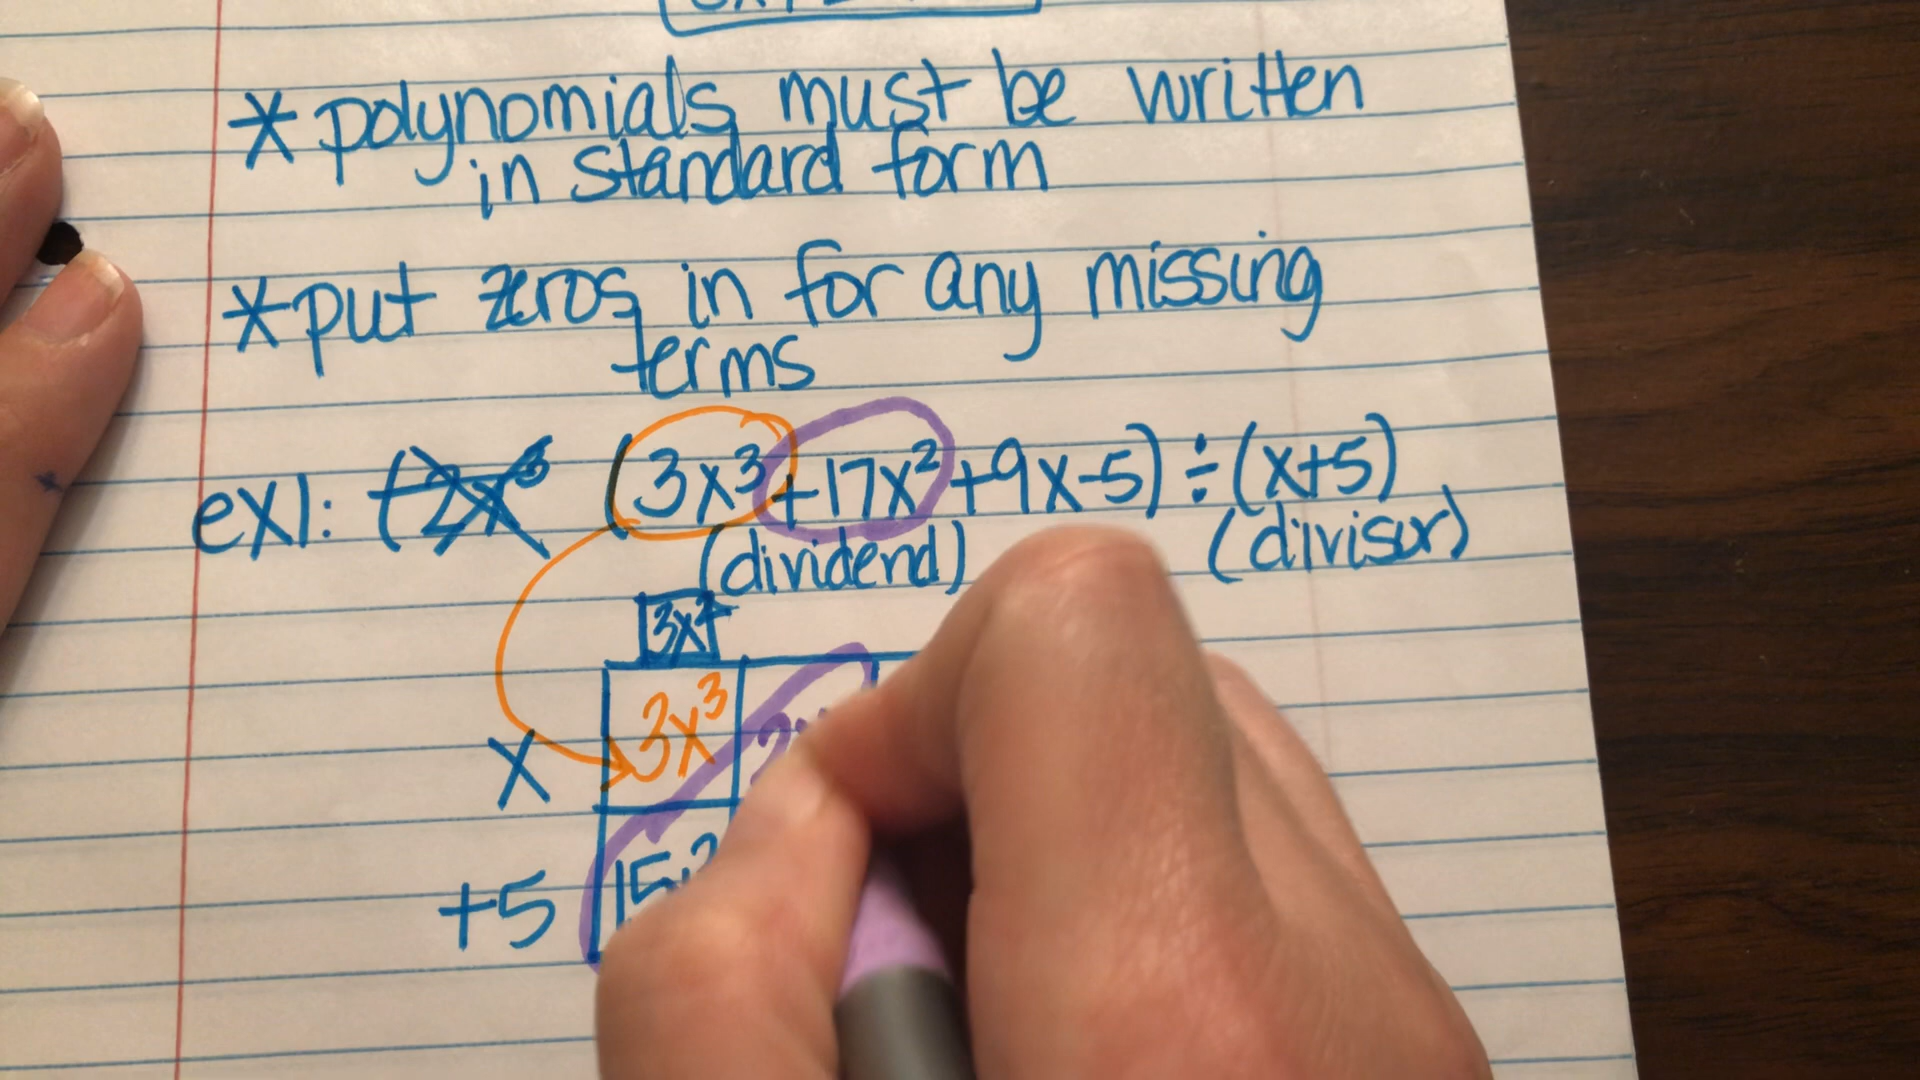 * polynomials must be written
in standard form
* put zeros in for any missing
terms
ex1: (3x³+17x²+9x-5) ÷ (x+5)
(dividend) (divisor)
3x²
x 3x³
+5